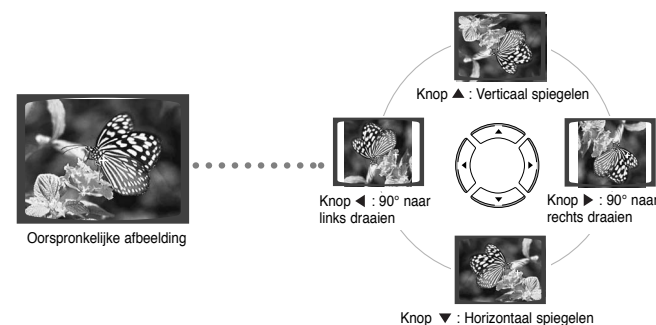 Knop ▲ : Verticaal spiegelen
Oorspronkelijke afbeelding
Knop ◀ : 90° naar
links draaien
Knop ▶ : 90° naar
rechts draaien
Knop ▼ : Horizontaal spiegelen